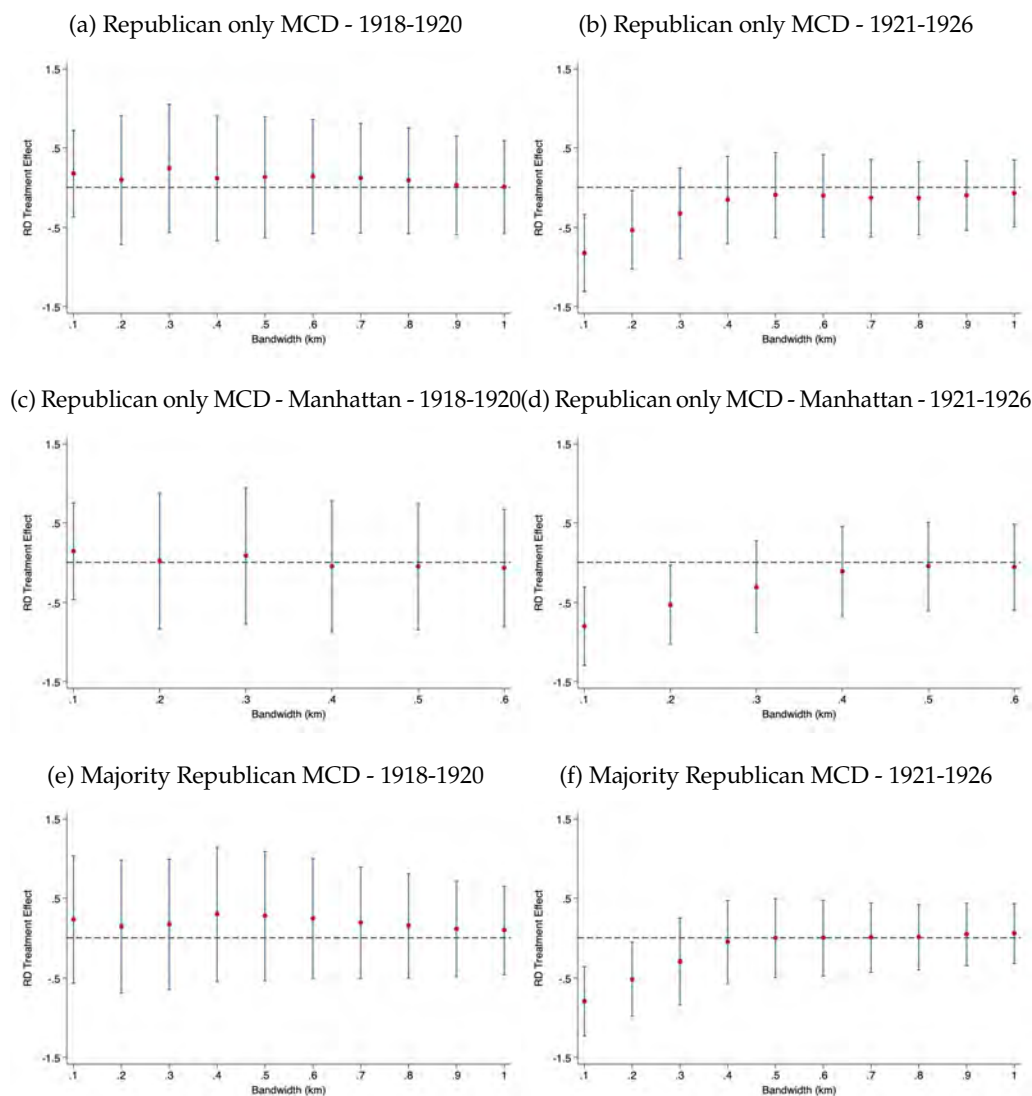 (a) Republican only MCD - 1918-1920
(b) Republican only MCD - 1921-1926
1.5
.5
-.5
-1.5
RD Treatment Effect
.1 .2 .3 .4 .5 .6 .7 .8 .9 1
Bandwidth (km)
1.5
.5
-.5
-1.5
RD Treatment Effect
.1 .2 .3 .4 .5 .6 .7 .8 .9 1
Bandwidth (km)
(c) Republican only MCD - Manhattan - 1918-1920
(d) Republican only MCD - Manhattan - 1921-1926
1.5
.5
-.5
-1.5
RD Treatment Effect
.1 .2 .3 .4 .5 .6
Bandwidth (km)
1.5
.5
-.5
-1.5
RD Treatment Effect
.1 .2 .3 .4 .5 .6
Bandwidth (km)
(e) Majority Republican MCD - 1918-1920
(f) Majority Republican MCD - 1921-1926
1.5
.5
-.5
-1.5
RD Treatment Effect
.1 .2 .3 .4 .5 .6 .7 .8 .9 1
Bandwidth (km)
1.5
.5
-.5
-1.5
RD Treatment Effect
.1 .2 .3 .4 .5 .6 .7 .8 .9 1
Bandwidth (km)